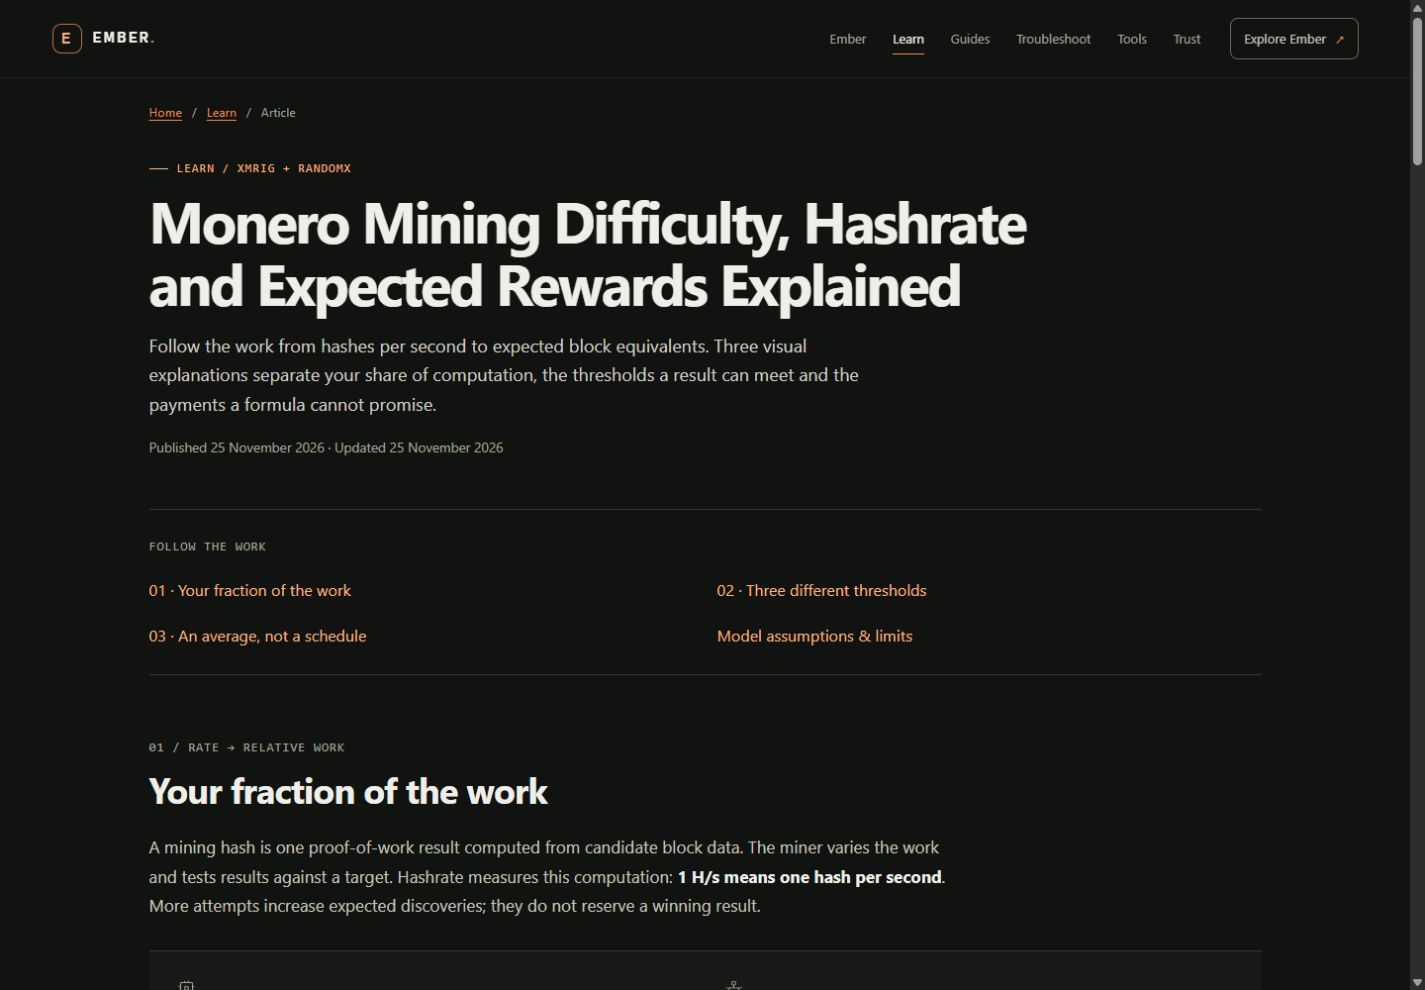 E EMBER.
Ember Learn Guides Troubleshoot Tools Trust Explore Ember ↗
Home / Learn / Article
LEARN / XMRIG + RANDOMX
Monero Mining Difficulty, Hashrate
and Expected Rewards Explained
Follow the work from hashes per second to expected block equivalents. Three visual
explanations separate your share of computation, the thresholds a result can meet and the
payments a formula cannot promise.
Published 25 November 2026 · Updated 25 November 2026
FOLLOW THE WORK
01 · Your fraction of the work
02 · Three different thresholds
03 · An average, not a schedule
Model assumptions & limits
01 / RATE → RELATIVE WORK
Your fraction of the work
A mining hash is one proof-of-work result computed from candidate block data. The miner varies the work
and tests results against a target. Hashrate measures this computation: 1 H/s means one hash per second.
More attempts increase expected discoveries; they do not reserve a winning result.